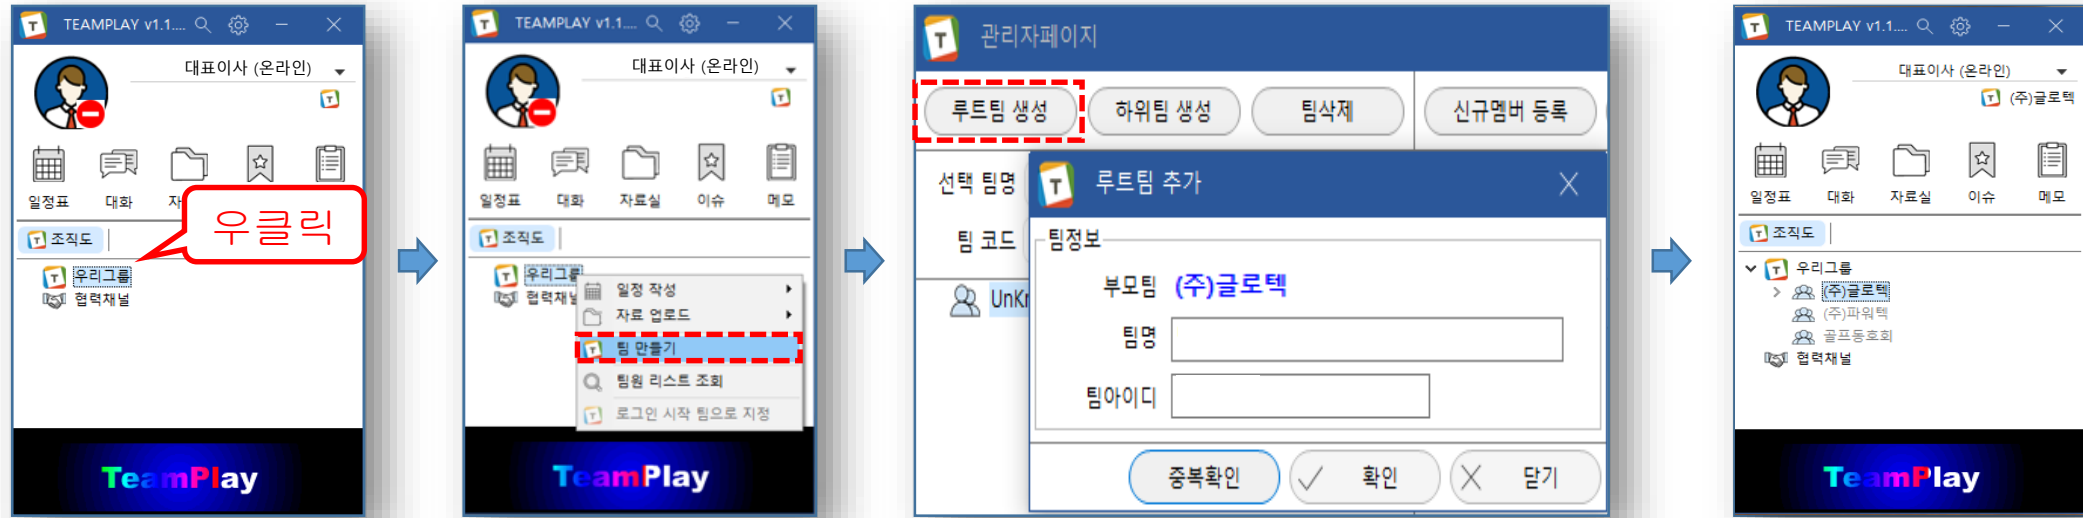 TEAMPLAY v1.1....
대표이사 (온라인)
일정표 대화
우클릭
조직도
우리그룹
협력채널
TeamPlay
TEAMPLAY v1.1....
대표이사 (온라인)
일정표 대화 자료실 이슈 메모
조직도
우리그룹
협력채널
일정 작성
자료 업로드
팀 만들기
팀원 리스트 조회
로그인 시작 팀으로 지정
TeamPlay
관리자페이지
루트팀 생성 하위팀 생성 팀삭제 신규멤버 등록
선택 팀명
팀 코드
UnKr
루트팀 추가
팀정보
부모팀 (주)글로텍
팀명
팀아이디
중복확인 확인 닫기
TEAMPLAY v1.1....
대표이사 (온라인)
(주)글로텍
일정표 대화 자료실 이슈 메모
조직도
우리그룹
(주)글로텍
(주)파워텍
골프동호회
협력채널
TeamPlay